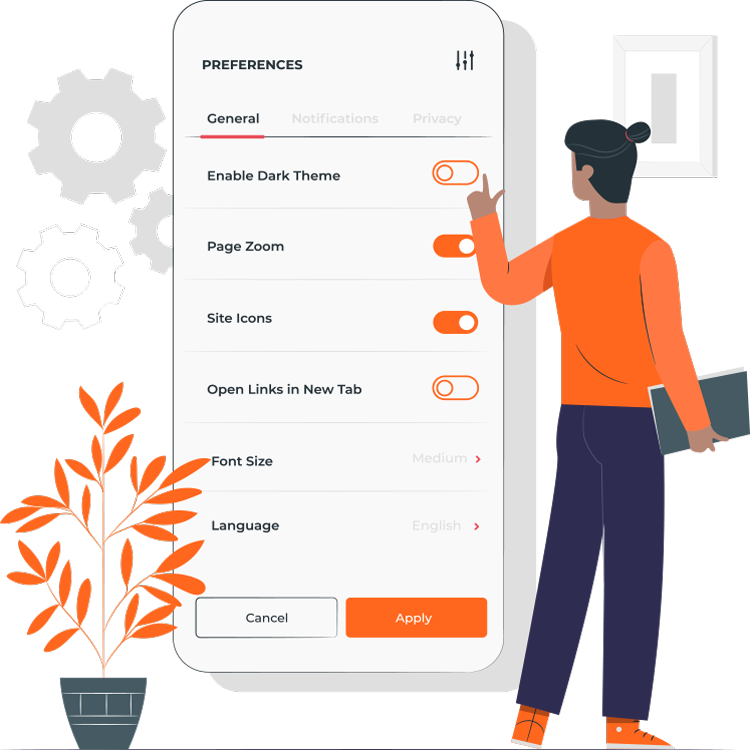 PREFERENCES
General Notifications Privacy
Enable Dark Theme
Page Zoom
Site Icons
Open Links in New Tab
Font Size Medium
Language English
Cancel Apply